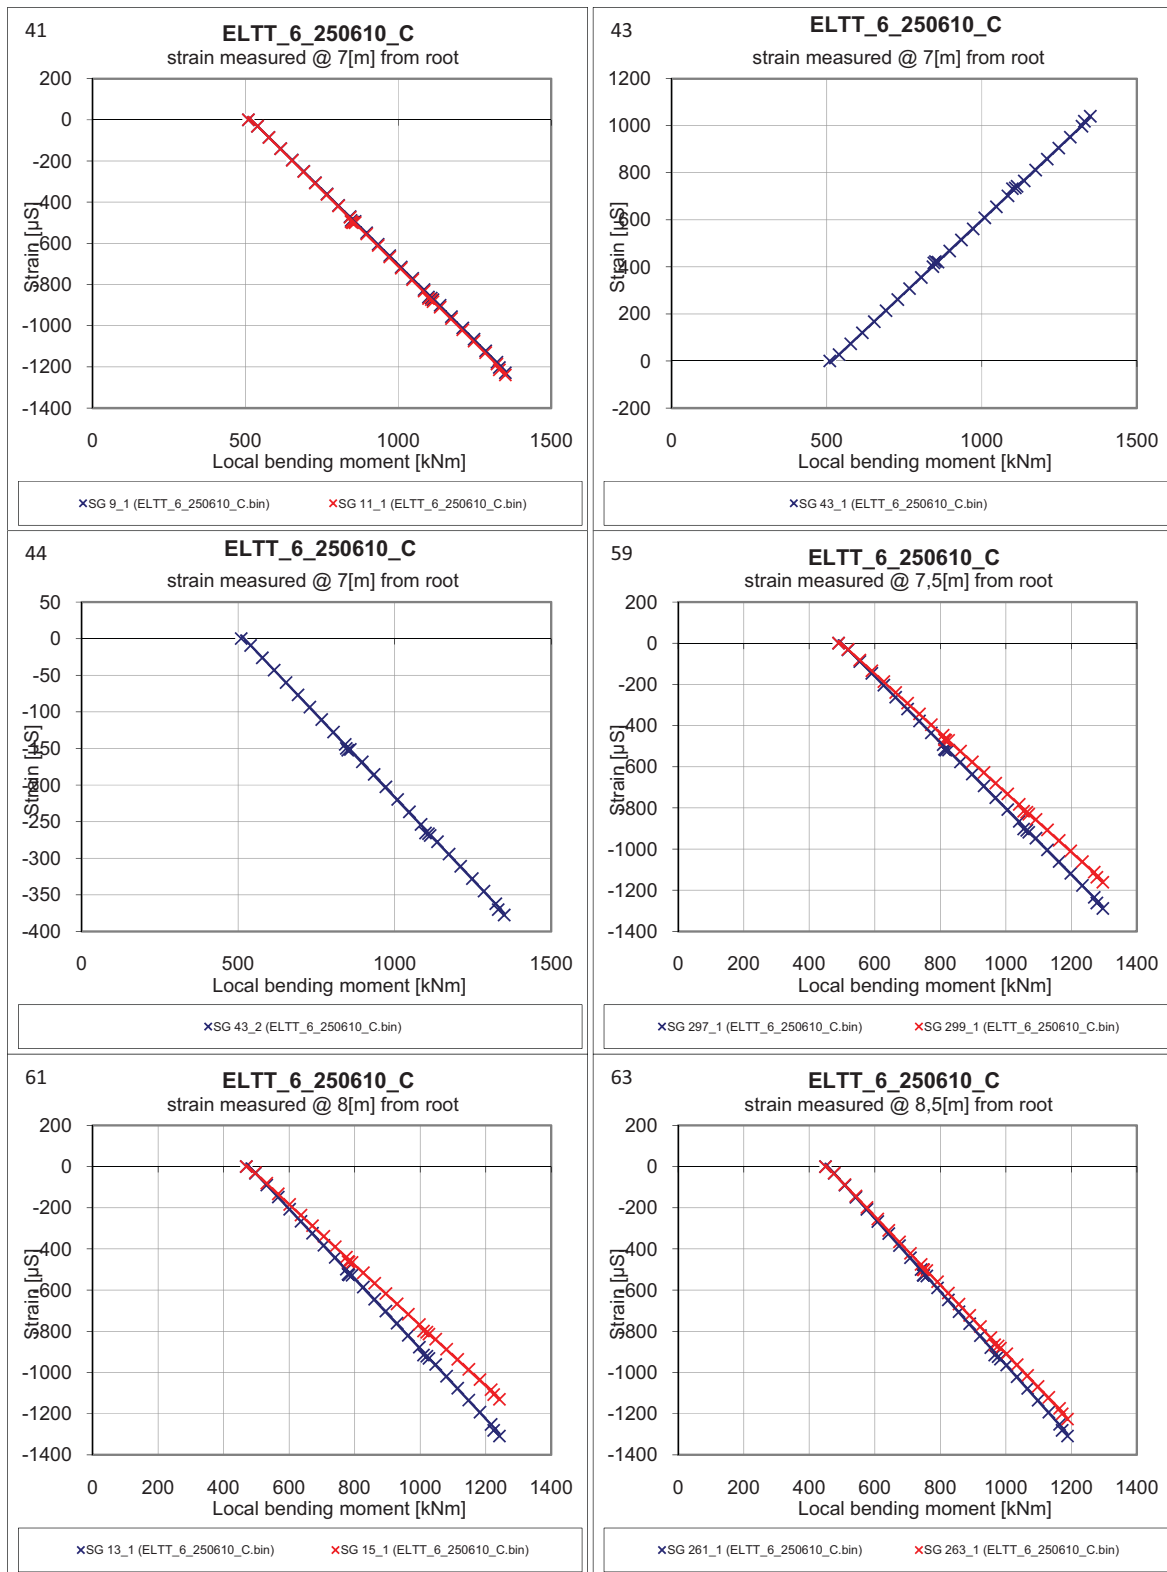 41
ELTT_6_250610_C
strain measured @ 7[m] from root
200
0
-200
-400
-600
-800
-1000
-1200
-1400
Strain [µS]
0 500 1000 1500
Local bending moment [kNm]
SG 9_1 (ELTT_6_250610_C.bin) SG 11_1 (ELTT_6_250610_C.bin)
43
ELTT_6_250610_C
strain measured @ 7[m] from root
1200
1000
800
600
400
200
0
-200
Strain [µS]
0 500 1000 1500
Local bending moment [kNm]
SG 43_1 (ELTT_6_250610_C.bin)
44
ELTT_6_250610_C
strain measured @ 7[m] from root
50
0
-50
-100
-150
-200
-250
-300
-350
-400
Strain [µS]
0 500 1000 1500
Local bending moment [kNm]
SG 43_2 (ELTT_6_250610_C.bin)
59
ELTT_6_250610_C
strain measured @ 7,5[m] from root
200
0
-200
-400
-600
-800
-1000
-1200
-1400
Strain [µS]
0 200 400 600 800 1000 1200 1400
Local bending moment [kNm]
SG 297_1 (ELTT_6_250610_C.bin) SG 299_1 (ELTT_6_250610_C.bin)
61
ELTT_6_250610_C
strain measured @ 8[m] from root
200
0
-200
-400
-600
-800
-1000
-1200
-1400
Strain [µS]
0 200 400 600 800 1000 1200 1400
Local bending moment [kNm]
SG 13_1 (ELTT_6_250610_C.bin) SG 15_1 (ELTT_6_250610_C.bin)
63
ELTT_6_250610_C
strain measured @ 8,5[m] from root
200
0
-200
-400
-600
-800
-1000
-1200
-1400
Strain [µS]
0 200 400 600 800 1000 1200 1400
Local bending moment [kNm]
SG 261_1 (ELTT_6_250610_C.bin) SG 263_1 (ELTT_6_250610_C.bin)